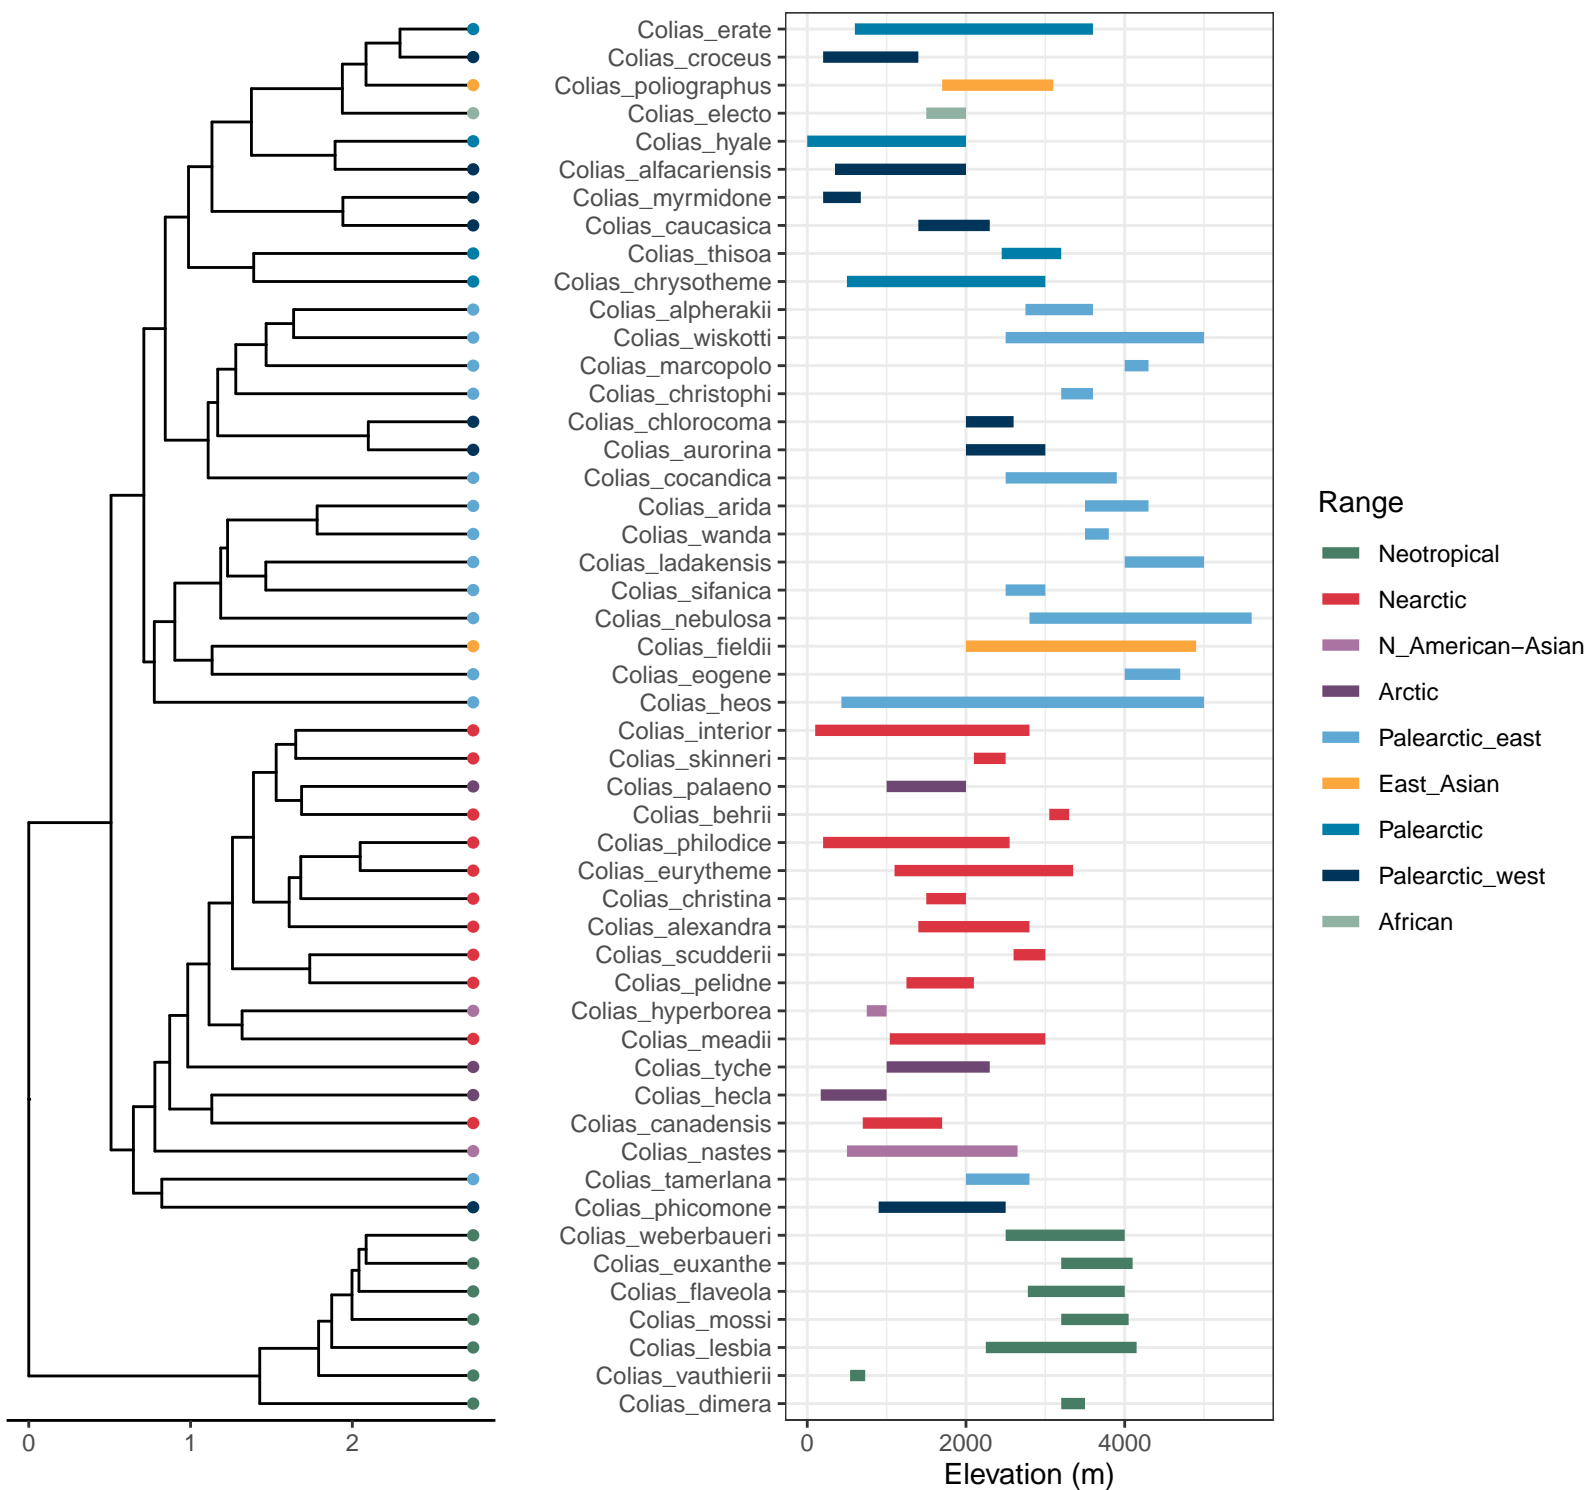 Colias_erate
Colias_croceus
Colias_poliographus
Colias_electo
Colias_hyale
Colias_alfacariensis
Colias_myrmidone
Colias_caucasica
Colias_thisoa
Colias_chrysotheme
Colias_alpherakii
Colias_wiskotti
Colias_marcopolo
Colias_christophi
Colias_chlorocoma
Colias_aurorina
Colias_cocandica
Colias_arida
Colias_wanda
Colias_ladakensis
Colias_sifanica
Colias_nebulosa
Colias_fieldii
Colias_eogene
Colias_heos
Colias_interior
Colias_skinneri
Colias_palaeno
Colias_behrii
Colias_philodice
Colias_eurytheme
Colias_christina
Colias_alexandra
Colias_scudderii
Colias_pelidne
Colias_hyperborea
Colias_meadii
Colias_tyche
Colias_hecla
Colias_canadensis
Colias_nastes
Colias_tamerlana
Colias_phicomone
Colias_weberbaueri
Colias_euxanthe
Colias_flaveola
Colias_mossi
Colias_lesbia
Colias_vauthierii
Colias_dimera
0 1 2
0 2000 4000
Elevation (m)
Range
Neotropical
Nearctic
N_American−Asian
Arctic
Palearctic_east
East_Asian
Palearctic
Palearctic_west
African